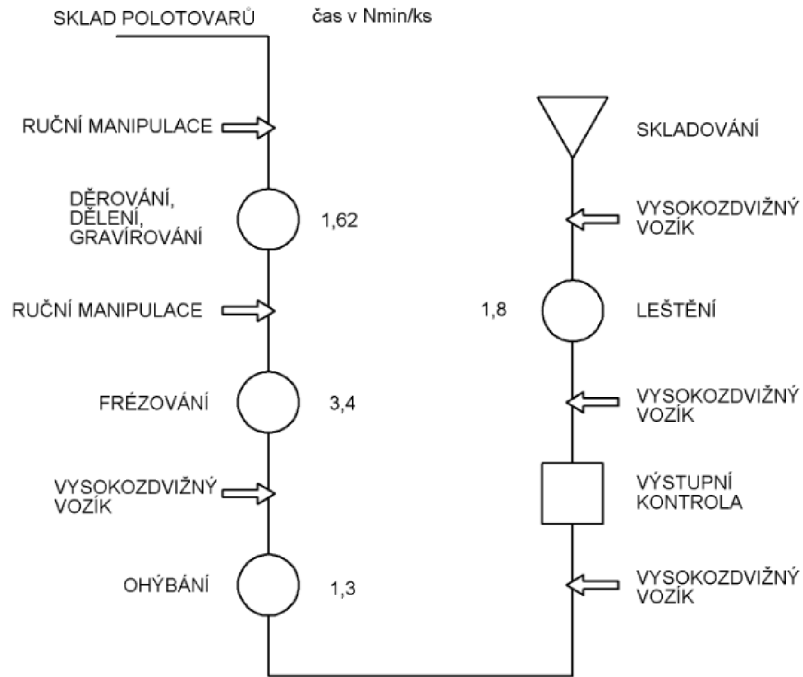 SKLAD POLOTOVARŮ
čas v Nmin/ks
RUČNÍ MANIPULACE
DĚROVÁNÍ,
DĚLENÍ,
GRAVÍROVÁNÍ
1,62
RUČNÍ MANIPULACE
FRÉZOVÁNÍ
3,4
VYSOKOZDVIŽNÝ
VOZÍK
OHÝBÁNÍ
1,3
SKLADOVÁNÍ
VYSOKOZDVIŽNÝ
VOZÍK
1,8
LEŠTĚNÍ
VYSOKOZDVIŽNÝ
VOZÍK
VÝSTUPNÍ
KONTROLA
VYSOKOZDVIŽNÝ
VOZÍK